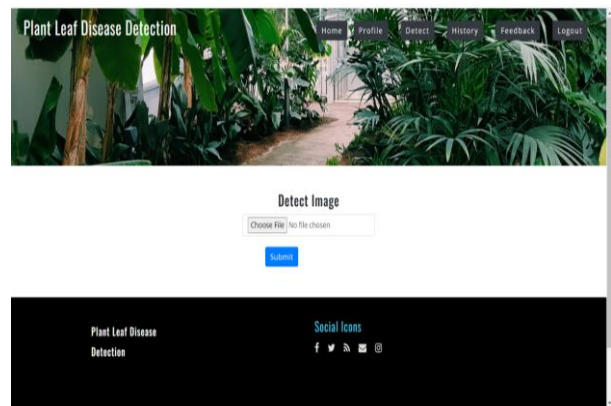 Plant Leaf Disease Detection
Home Profile Detect History Feedback Logout
Detect Image
Choose File No file chosen
Submit
Plant Leaf Disease
Detection
Social Icons